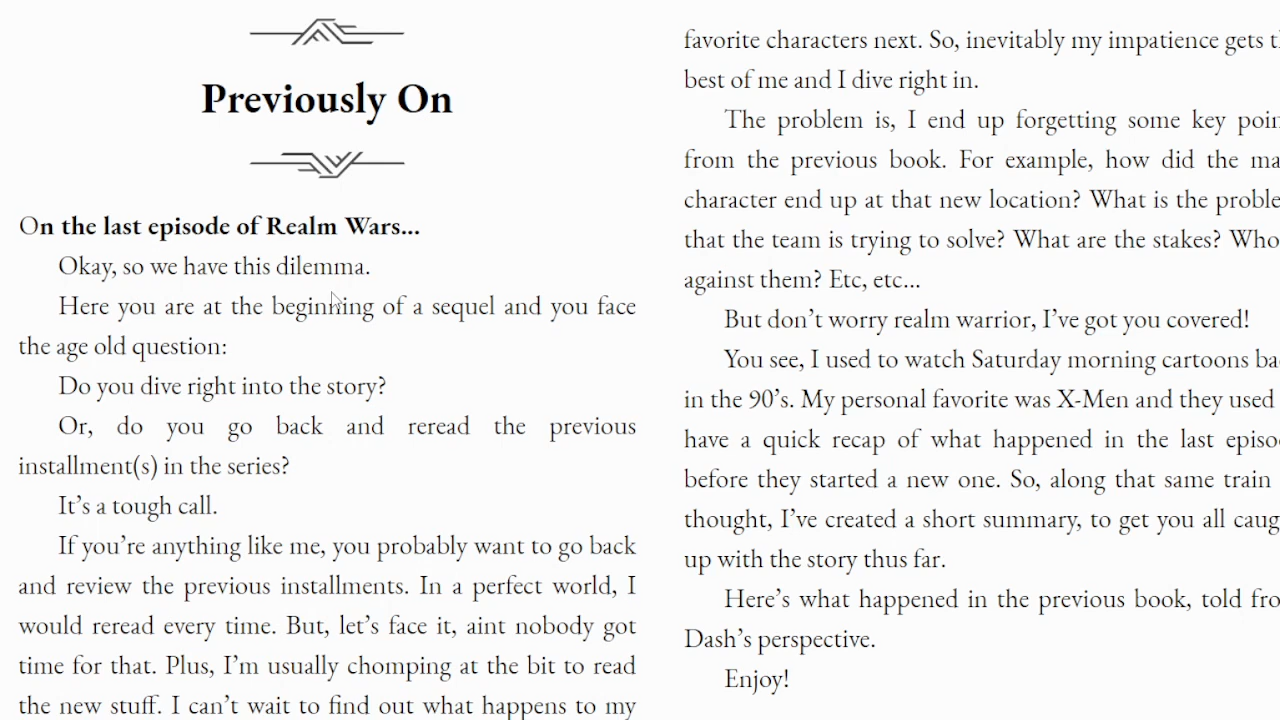 Previously On
On the last episode of Realm Wars...
Okay, so we have this dilemma.
Here you are at the beginning of a sequel and you face
the age old question:
Do you dive right into the story?
Or, do you go back and reread the previous
installment(s) in the series?
It's a tough call.
If you're anything like me, you probably want to go back
and review the previous installments. In a perfect world, I
would reread every time. But, let's face it, aint nobody got
time for that. Plus, I'm usually chomping at the bit to read
the new stuff. I can't wait to find out what happens to my
favorite characters next. So, inevitably my impatience gets
best of me and I dive right in.
The problem is, I end up forgetting some key
from the previous book. For example, how did the
character end up at that new location? What is the
that the team is trying to solve? What are the stakes?
against them? Etc, etc...
But don't worry realm warrior, I've got you covered!
You see, I used to watch Saturday morning cartoons
in the 90's. My personal favorite was X-Men and they used
have a quick recap of what happened in the last
before they started a new one. So, along that same train
thought, I've created a short summary, to get you all
up with the story thus far.
Here's what happened in the previous book, told
Dash's perspective.
Enjoy!